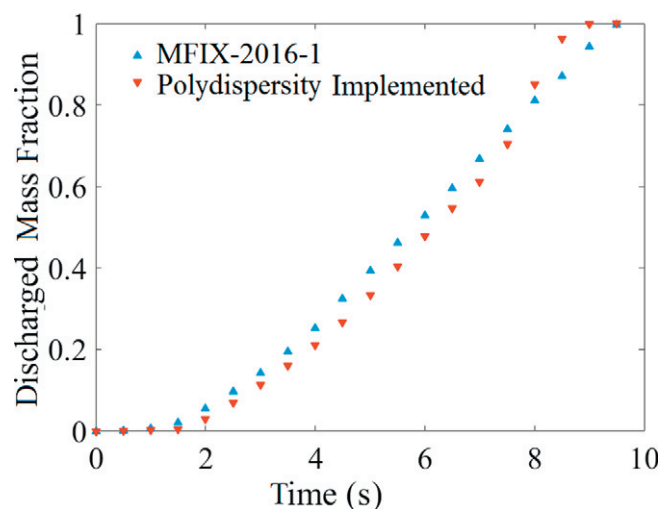 1
MFIX-2016-1
Polydispersity Implemented
0.8
0.6
0.4
0.2
0
Discharged Mass Fraction
0 2 4 6 8 10
Time (s)